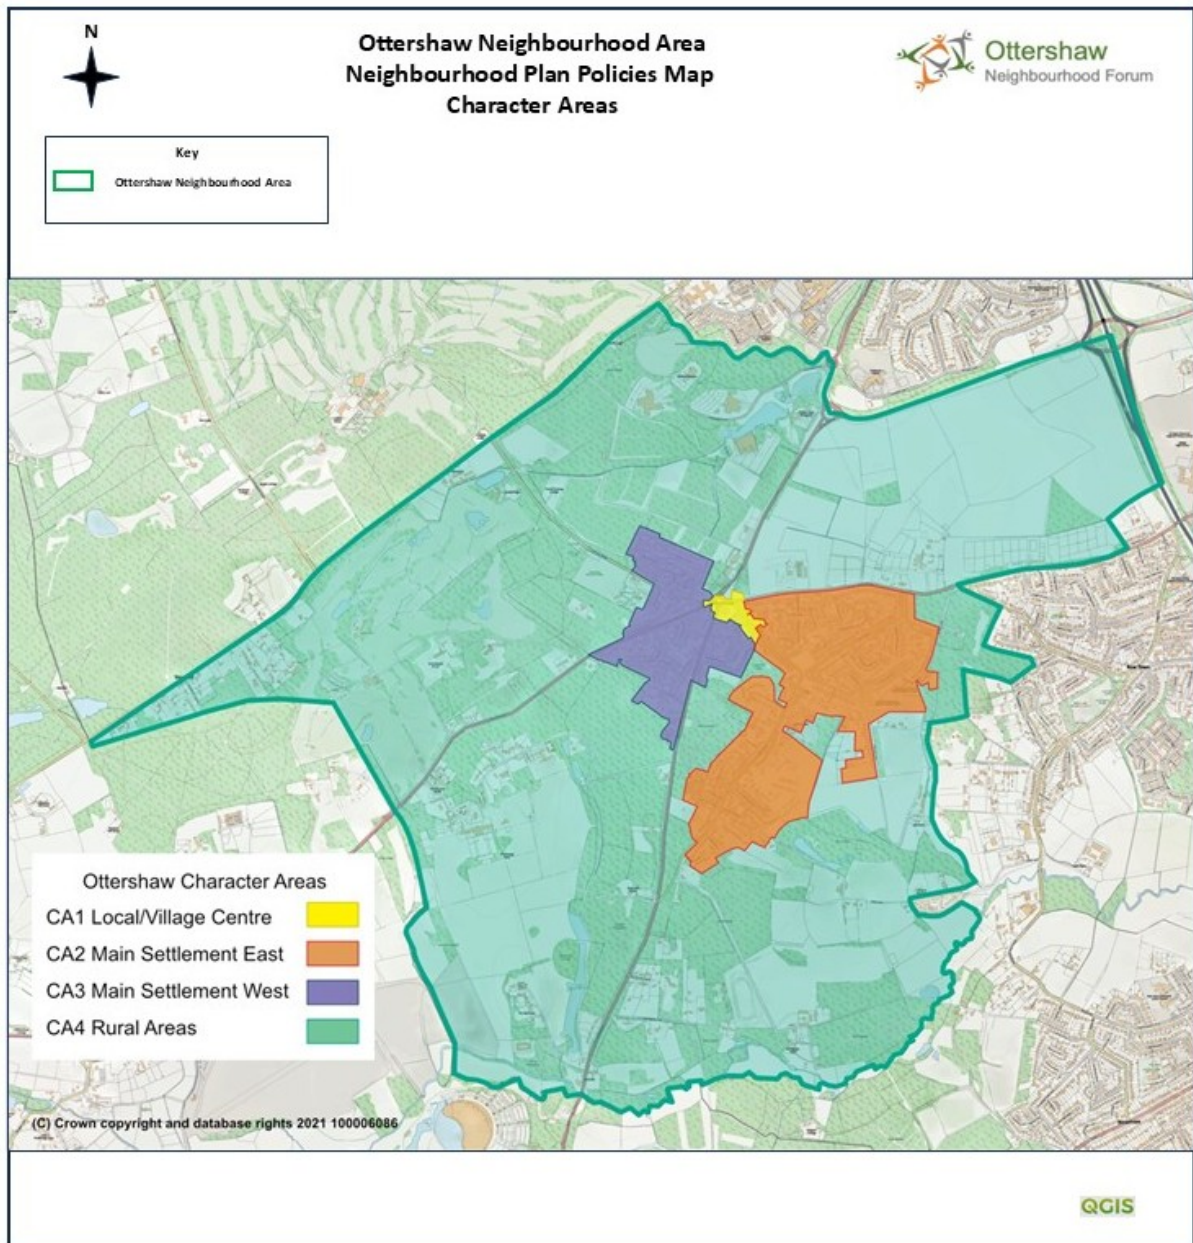 N
Ottershaw Neighbourhood Area
Neighbourhood Plan Policies Map
Character Areas
Ottershaw
Neighbourhood Forum
Key
Ottershaw Neighbourhood Area
Ottershaw Character Areas
CA1 Local/Village Centre
CA2 Main Settlement East
CA3 Main Settlement West
CA4 Rural Areas
(C) Crown copyright and database rights 2021 100006086
QGIS